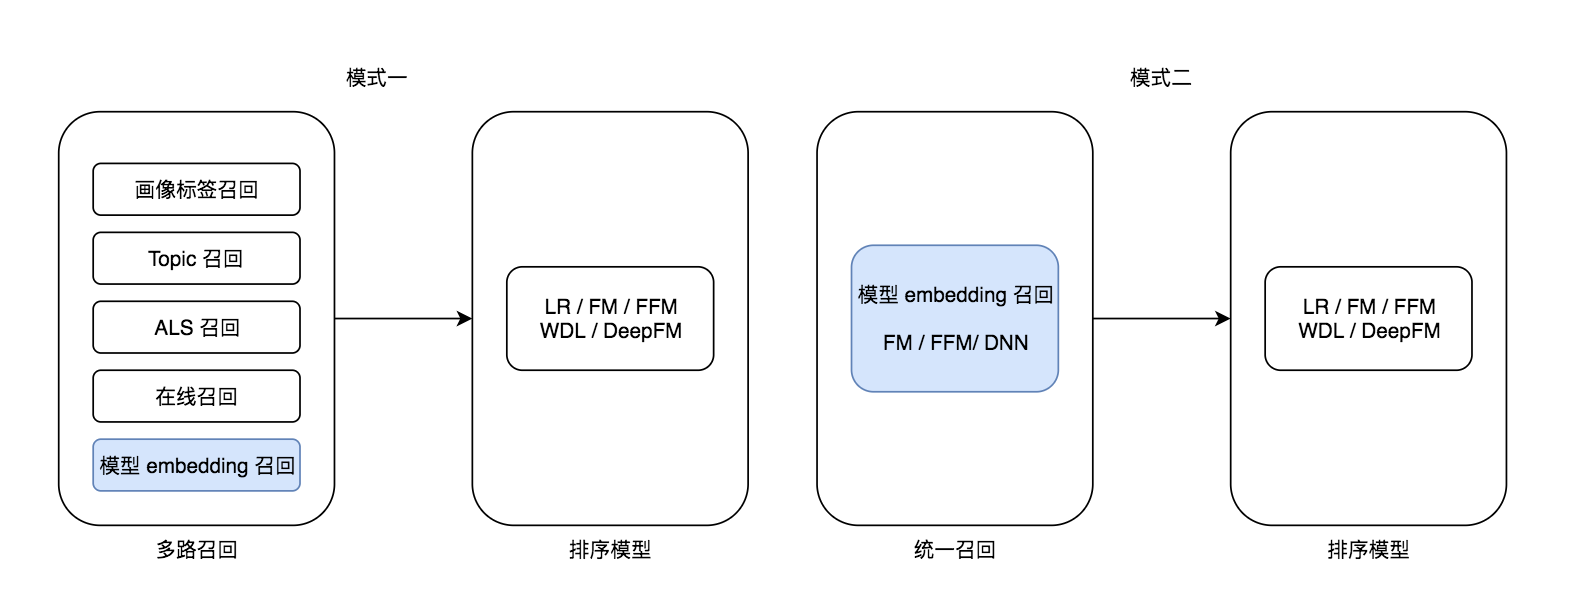 模式一
画像标签召回
Topic 召回
ALS 召回
在线召回
模型 embedding 召回
多路召回
LR / FM / FFM
WDL / DeepFM
排序模型
模式二
模型 embedding 召回
FM / FFM/ DNN
统一召回
LR / FM / FFM
WDL / DeepFM
排序模型